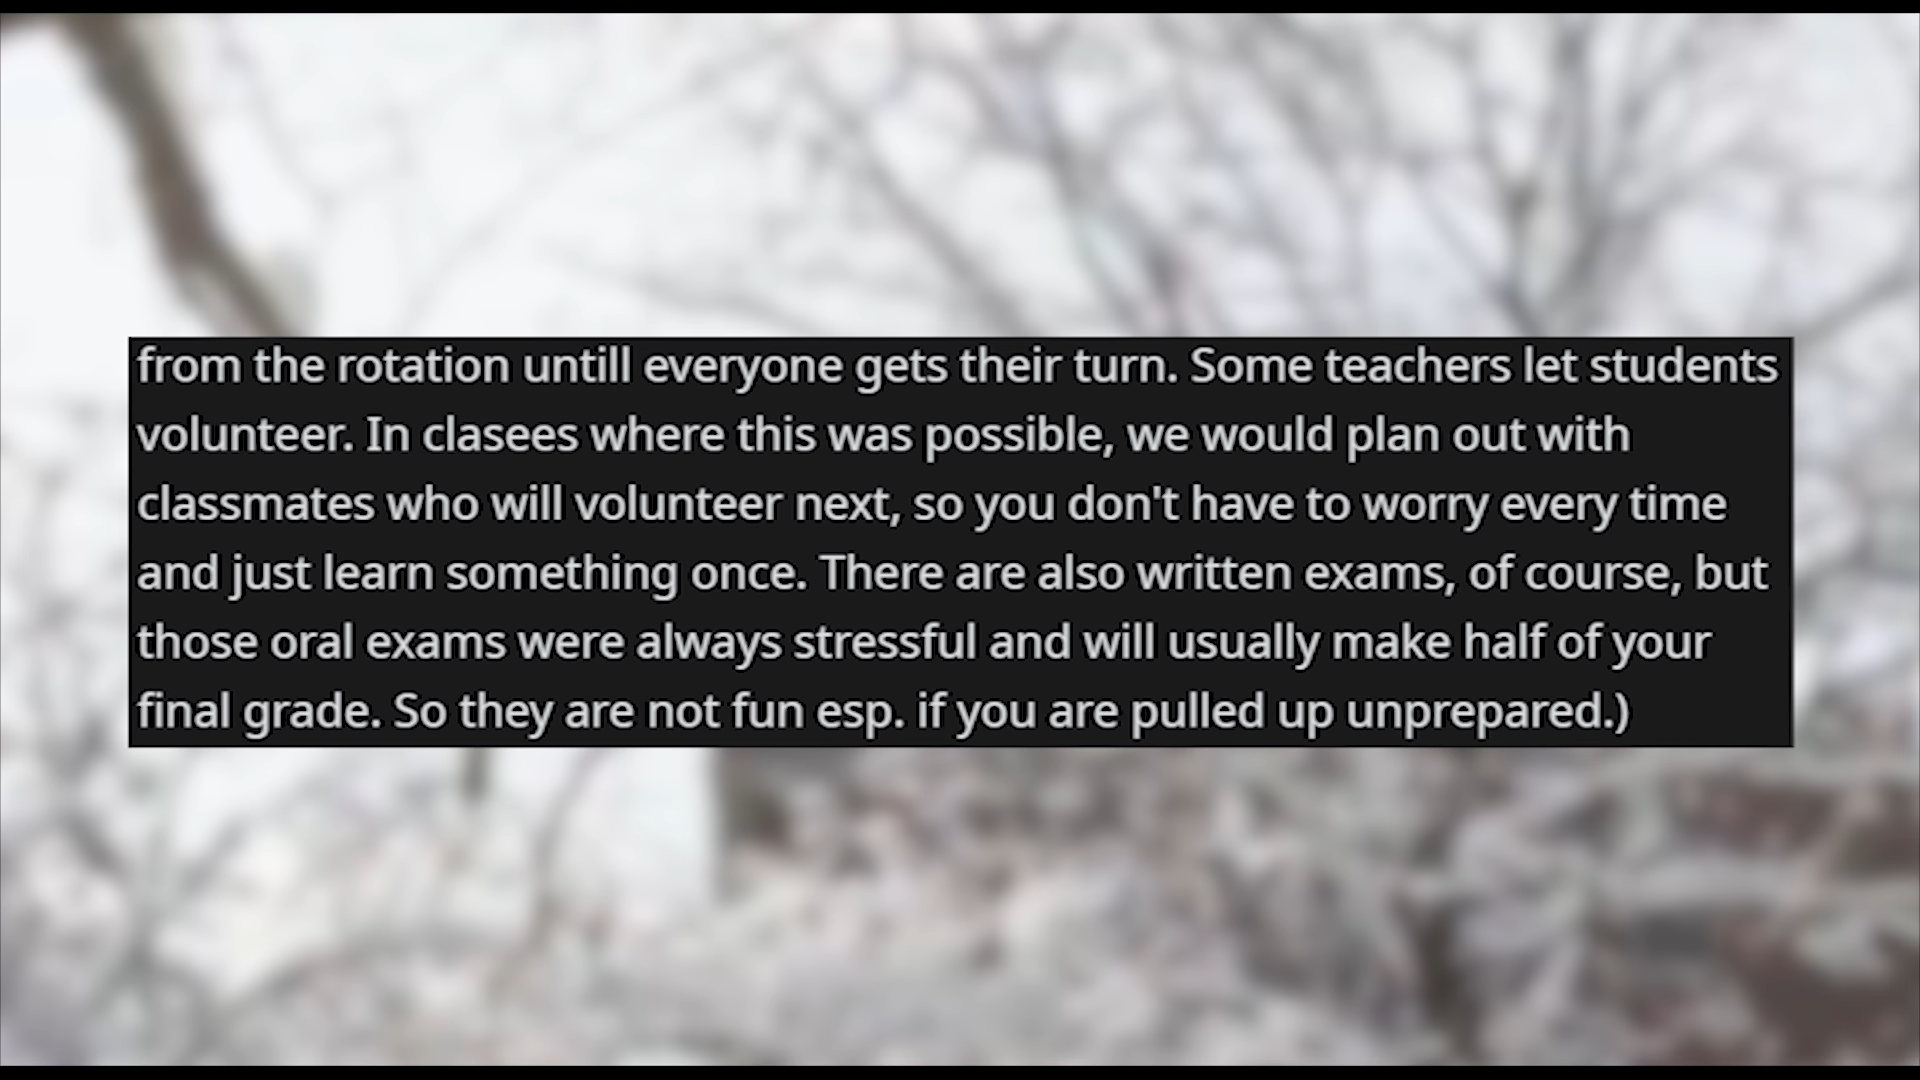 from the rotation untill everyone gets their turn. Some teachers let students
volunteer. In clasees where this was possible, we would plan out with
classmates who will volunteer next, so you don't have to worry every time
and just learn something once. There are also written exams, of course, but
those oral exams were always stressful and will usually make half of your
final grade. So they are not fun esp. if you are pulled up unprepared.)